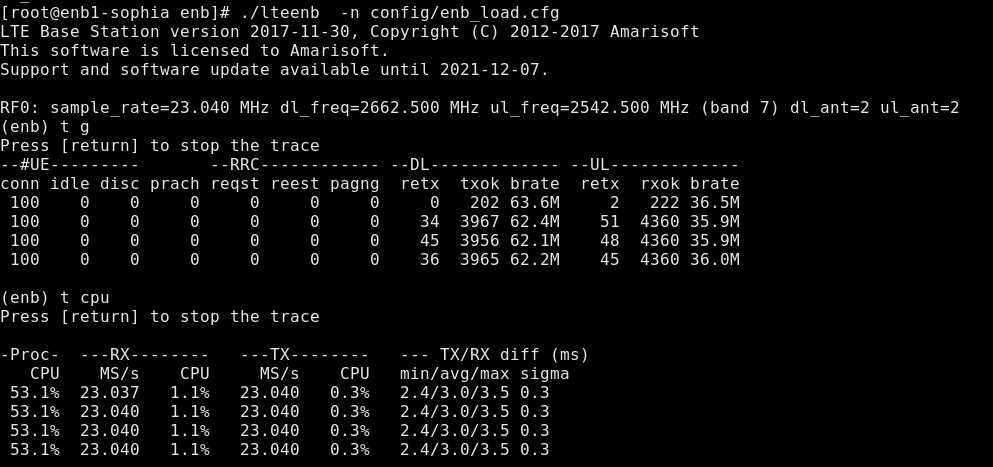 [root@enb1-sophia enb]# ./lteenb  -n config/enb_load.cfg
LTE Base Station version 2017-11-30, Copyright (C) 2012-2017 Amarisoft
This software is licensed to Amarisoft.
Support and software update available until 2021-12-07.

RF0: sample_rate=23.040 MHz dl_freq=2662.500 MHz ul_freq=2542.500 MHz (band 7) dl_ant=2 ul_ant=2
(enb) t g
Press [return] to stop the trace
--#UE---------       --RRC------------ --DL------------- --UL-------------
conn idle disc prach reqst reest pagng  retx  txok brate  retx  rxok brate
 100    0    0     0     0     0     0     0   202 63.6M     2   222 36.5M
 100    0    0     0     0     0     0    34  3967 62.4M    51  4360 35.9M
 100    0    0     0     0     0     0    45  3956 62.1M    48  4360 35.9M
 100    0    0     0     0     0     0    36  3965 62.2M    45  4360 36.0M

(enb) t cpu
Press [return] to stop the trace

-Proc-  ---RX--------   ---TX--------   --- TX/RX diff (ms)
   CPU    MS/s    CPU     MS/s    CPU   min/avg/max sigma
 53.1%  23.037   1.1%   23.040   0.3%   2.4/3.0/3.5 0.3
 53.1%  23.040   1.1%   23.040   0.3%   2.4/3.0/3.5 0.3
 53.1%  23.040   1.1%   23.040   0.3%   2.4/3.0/3.5 0.3
 53.1%  23.040   1.1%   23.040   0.3%   2.4/3.0/3.5 0.3